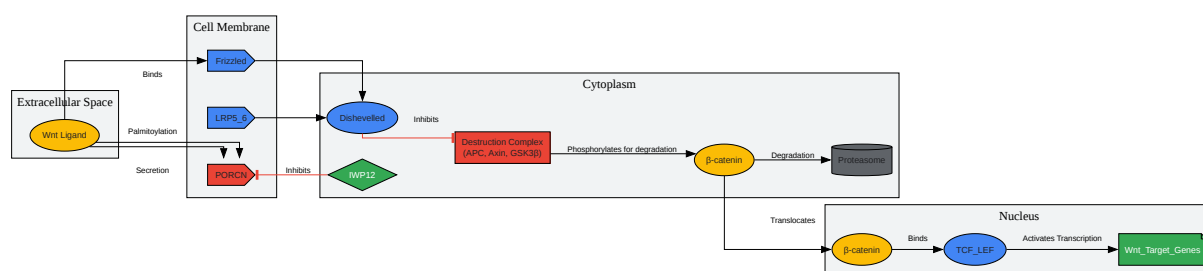 Cell Membrane
Frizzled
Binds
Extracellular Space
Wnt Ligand
Palmitoylation
Secretion
LRP5_6
PORCN
Inhibits
Cytoplasm
Dishevelled
Inhibits
IWP12
Destruction Complex
(APC, Axin, GSK3β)
Phosphorylates for degradation
β-catenin
Degradation
Proteasome
Translocates
Nucleus
β-catenin
Binds
TCF_LEF
Activates Transcription
Wnt_Target_Genes